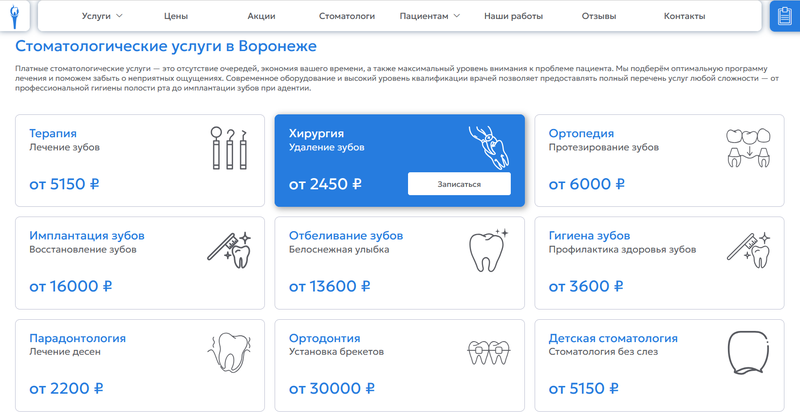 Услуги Цены Акции Стоматологи Пациентам Наши работы Отзывы Контакты
Стоматологические услуги в Воронеже
Платные стоматологические услуги — это отсутствие очередей, экономия вашего времени, а также максимальный уровень внимания к проблеме пациента. Мы подберём оптимальную программу
лечения и поможем забыть о неприятных ощущениях. Современное оборудование и высокий уровень квалификации врачей позволяет предоставлять полный перечень услуг любой сложности — от
профессиональной гигиены полости рта до имплантации зубов при адентии.
Терапия
Лечение зубов
от 5150 ₽
Хирургия
Удаление зубов
от 2450 ₽
Записаться
Ортопедия
Протезирование зубов
от 6000 ₽
Имплантация зубов
Восстановление зубов
от 16000 ₽
Отбеливание зубов
Белоснежная улыбка
от 13600 ₽
Гигиена зубов
Профилактика здоровья зубов
от 3600 ₽
Парадонтология
Лечение десен
от 2200 ₽
Ортодонтия
Установка брекетов
от 30000 ₽
Детская стоматология
Стоматология без слез
от 5150 ₽